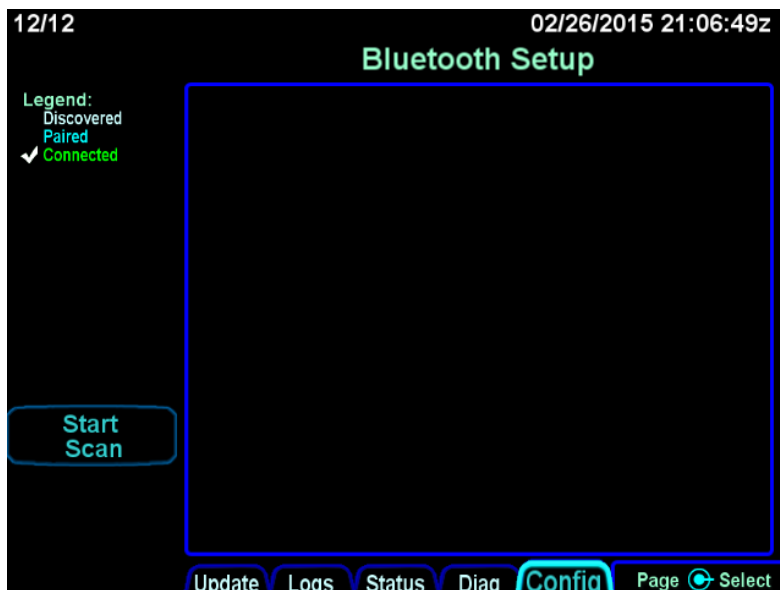 12/12 02/26/2015 21:06:49z
Bluetooth Setup
Legend:
Discovered
Paired
Connected
Start
Scan
Update Logs Status Diag Config Page Select